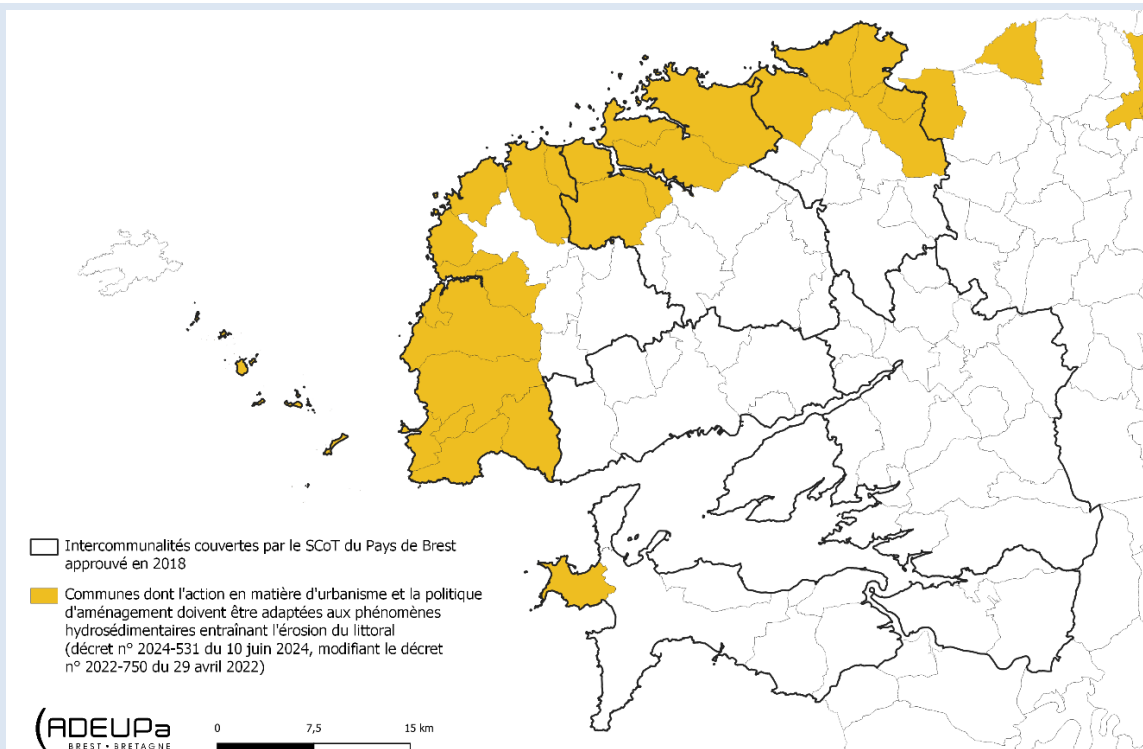 Intercommunalités couvertes par le SCoT du Pays de Brest
approuvé en 2018
Communes dont l'action en matière d'urbanisme et la politique
d'aménagement doivent être adaptées aux phénomènes
hydrosédimentaires entraînant l'érosion du littoral
(décret n° 2024-531 du 10 juin 2024, modifiant le décret
n° 2022-750 du 29 avril 2022)
ADEUPa
BREST • BRETAGNE
0 7,5 15 km